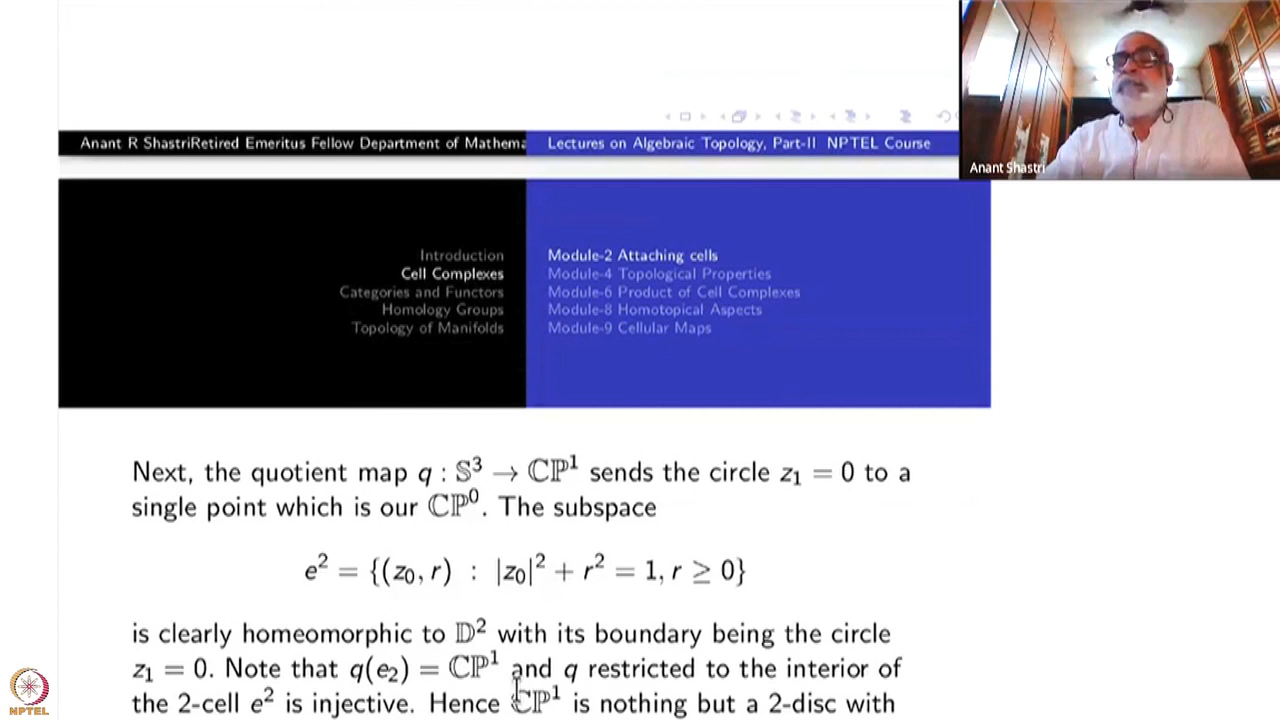 Anant R ShastriRetired Emeritus Fellow Department of Mathema
Lectures on Algebraic Topology, Part-II NPTEL Course
Anant Shastri
Introduction
Cell Complexes
Categories and Functors
Homology Groups
Topology of Manifolds
Module-2 Attaching cells
Module-4 Topological Properties
Module-6 Product of Cell Complexes
Module-8 Homotopical Aspects
Module-9 Cellular Maps
Next, the quotient map q : 𝕊³ → ℂℙ¹ sends the circle z₁ = 0 to a
single point which is our ℂℙ⁰. The subspace
e² = {(z₀, r) : |z₀|² + r² = 1, r ≥ 0}
is clearly homeomorphic to 𝔻² with its boundary being the circle
z₁ = 0. Note that q(e₂) = ℂℙ¹ and q restricted to the interior of
the 2-cell e² is injective. Hence ℂℙ¹ is nothing but a 2-disc with
NPTEL